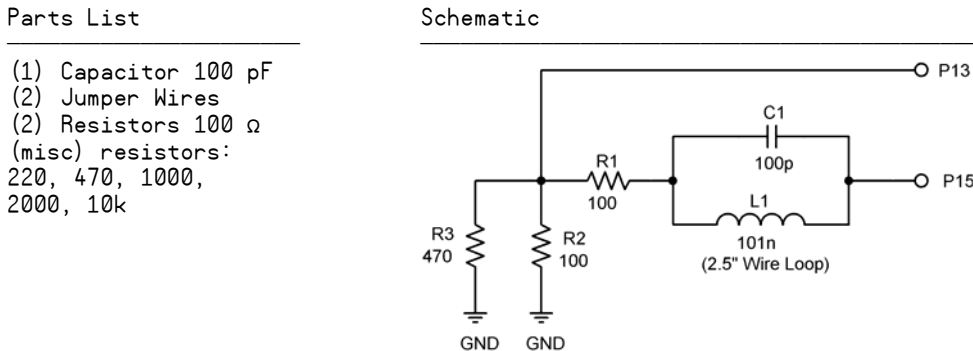 Parts List
(1) Capacitor 100 pF
(2) Jumper Wires
(2) Resistors 100 Ω
(misc) resistors:
220, 470, 1000,
2000, 10k
Schematic
P13
C1
100p
R1
100
P15
L1
101n
(2.5" Wire Loop)
R3
470
R2
100
GND
GND